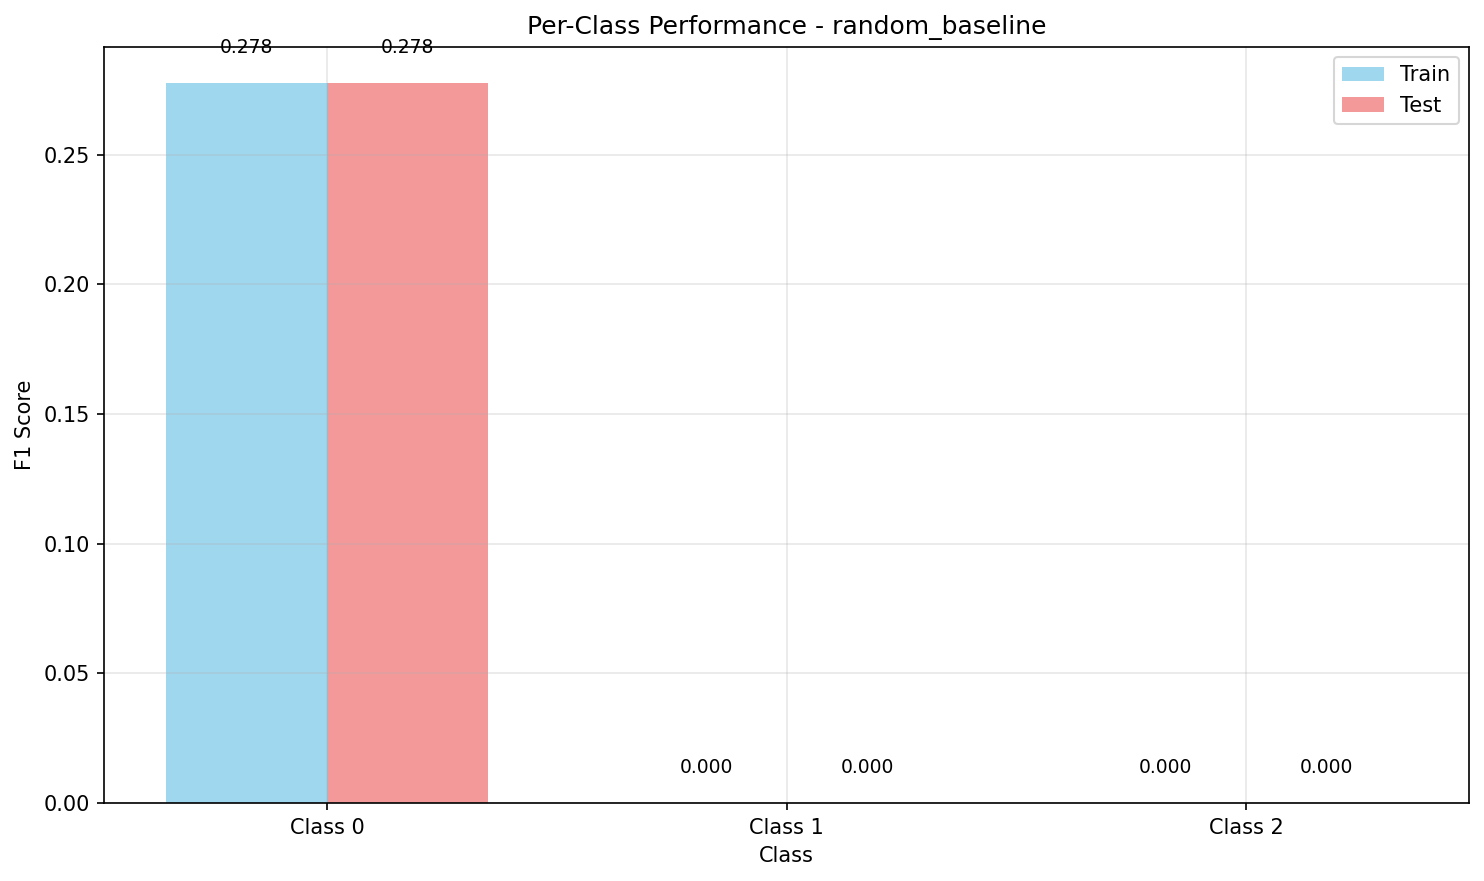 Per-Class Performance - random_baseline
0.278 0.278
Train
Test
0.25
0.20
0.15
0.10
0.05
0.00
F1 Score
0.000 0.000 0.000 0.000
Class 0 Class 1 Class 2
Class